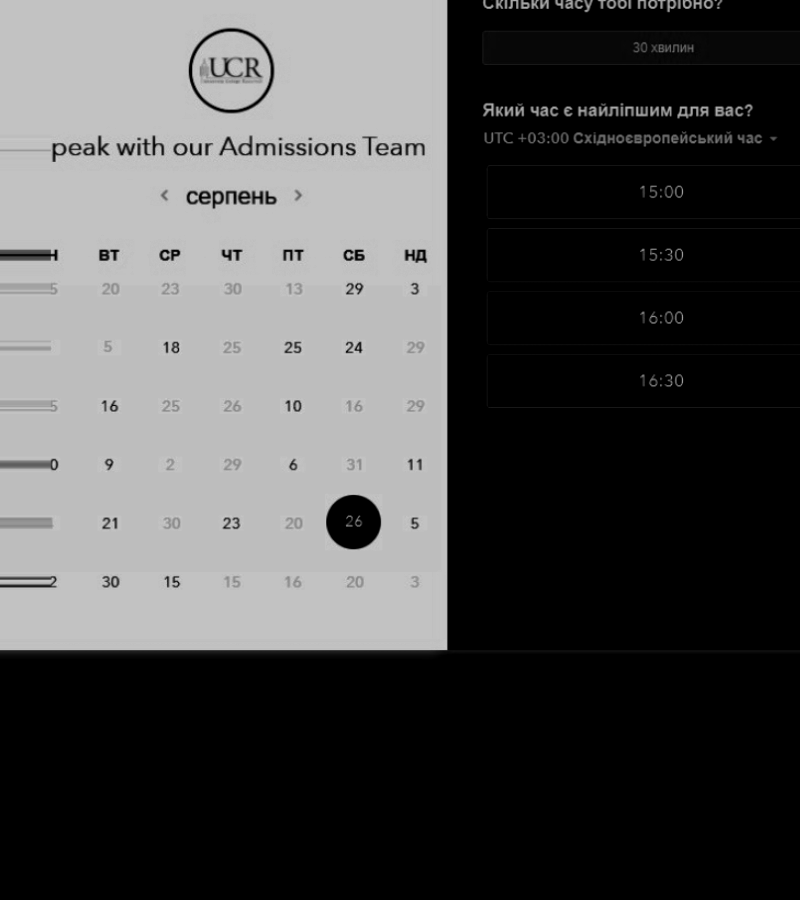 UCR
peak with our Admissions Team
серпень
ВТ СР ЧТ ПТ СБ НД
5 20 23 30 13 29 3
5 18 25 25 24 29
5 16 25 26 10 16 29
0 9 2 29 6 31 11
21 30 23 20 26 5
2 30 15 15 16 20 3
Скільки часу тобі потрібно?
30 хвилин
Який час є найліпшим для вас?
UTC +03:00 Східноєвропейський час
15:00
15:30
16:00
16:30